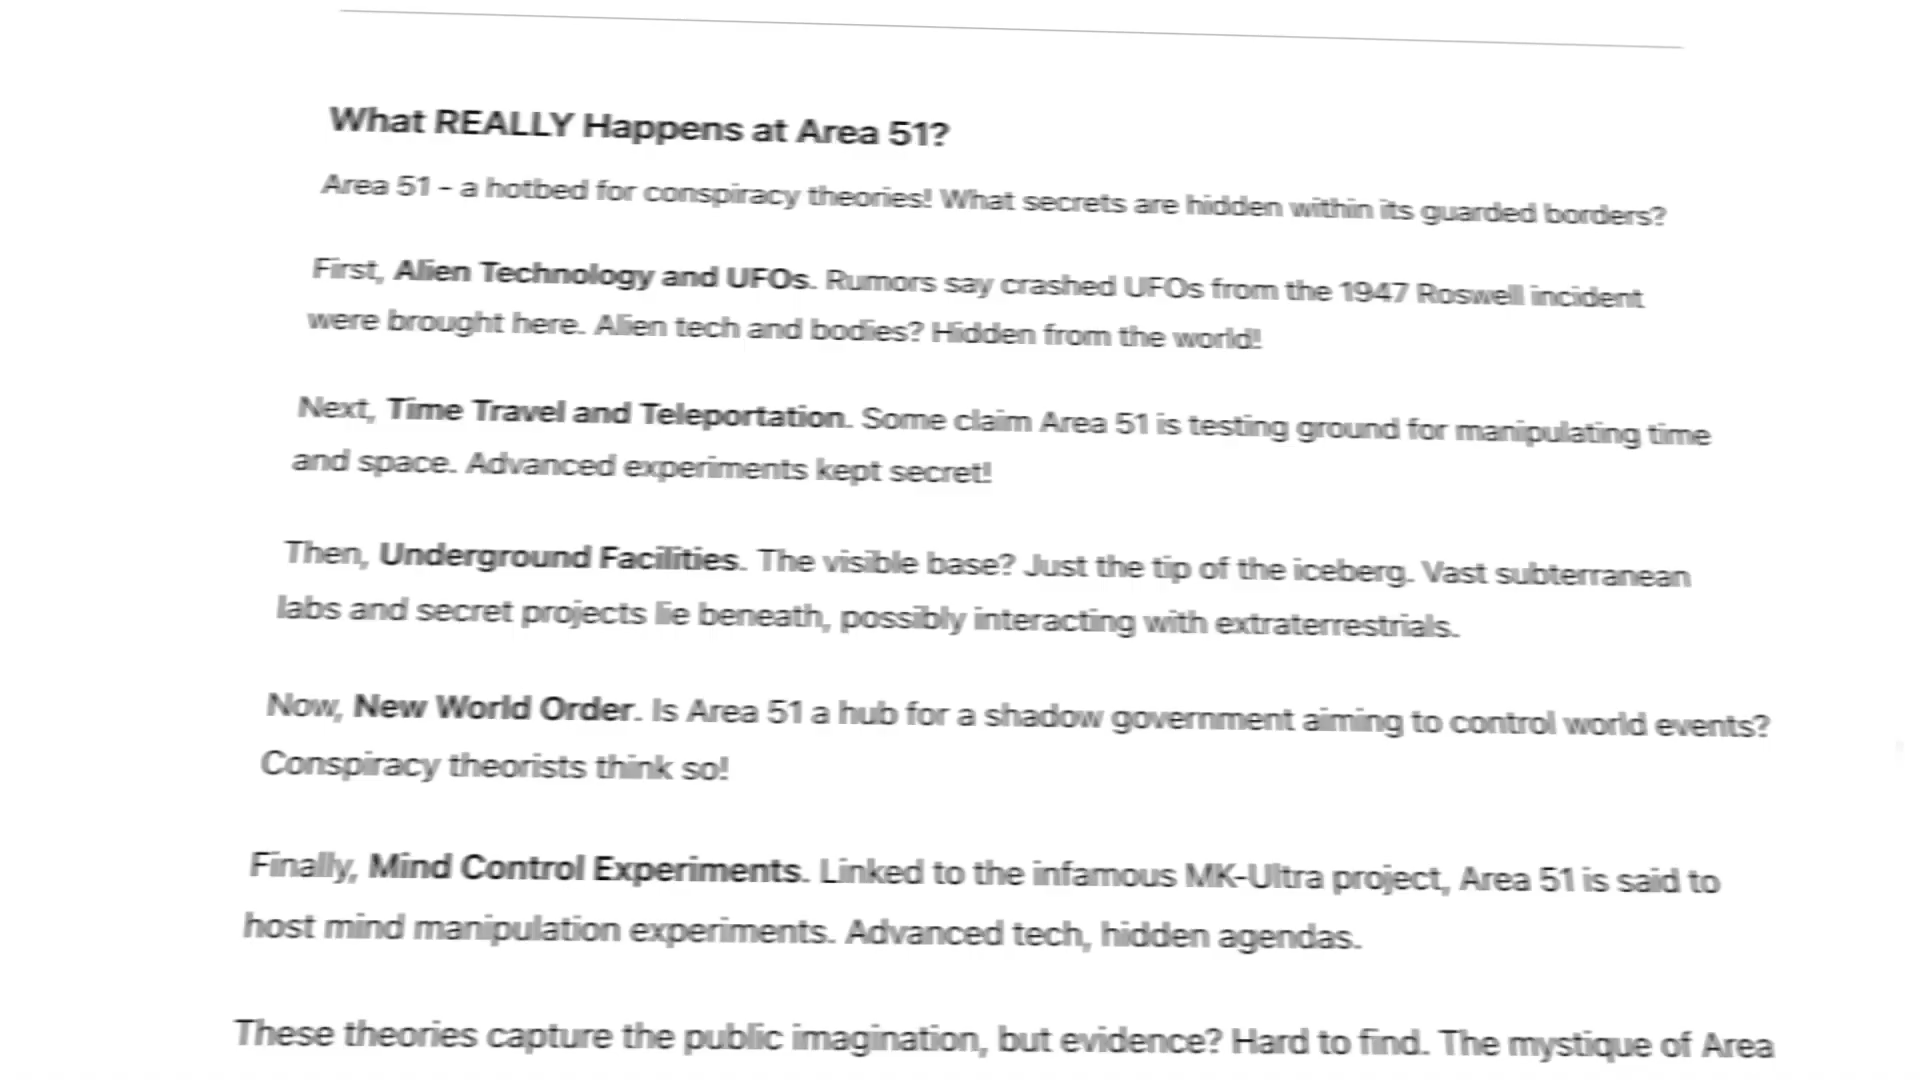 What REALLY Happens at Area 51?
Area 51 - a hotbed for conspiracy theories! What secrets are hidden within its guarded borders?
First, Alien Technology and UFOs. Rumors say crashed UFOs from the 1947 Roswell incident
were brought here. Alien tech and bodies? Hidden from the world!
Next, Time Travel and Teleportation. Some claim Area 51 is testing ground for manipulating time
and space. Advanced experiments kept secret!
Then, Underground Facilities. The visible base? Just the tip of the iceberg. Vast subterranean
labs and secret projects lie beneath, possibly interacting with extraterrestrials.
Now, New World Order. Is Area 51 a hub for a shadow government aiming to control world events?
Conspiracy theorists think so!
Finally, Mind Control Experiments. Linked to the infamous MK-Ultra project, Area 51 is said to
host mind manipulation experiments. Advanced tech, hidden agendas.
These theories capture the public imagination, but evidence? Hard to find. The mystique of Area